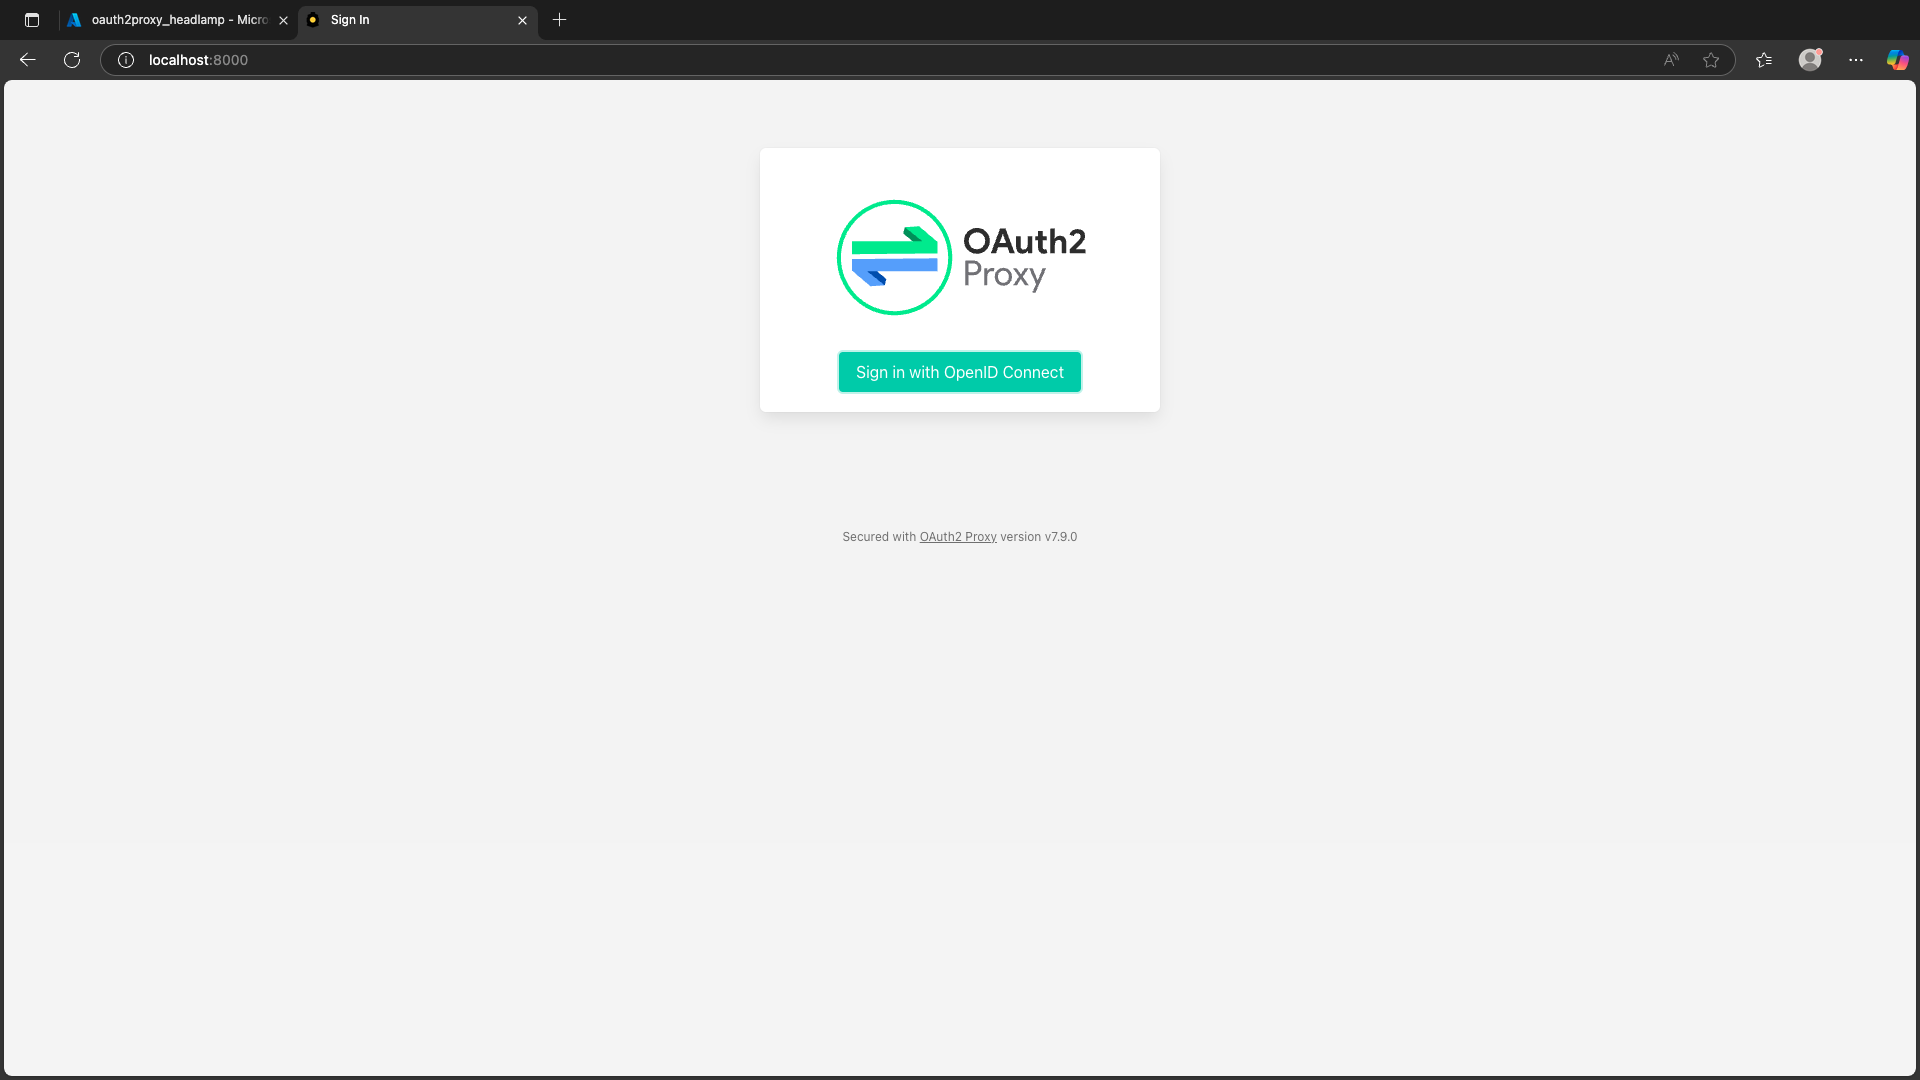 oauth2proxy_headlamp - Micro
Sign In
localhost:8000
OAuth2
Proxy
Sign in with OpenID Connect
Secured with OAuth2 Proxy version v7.9.0